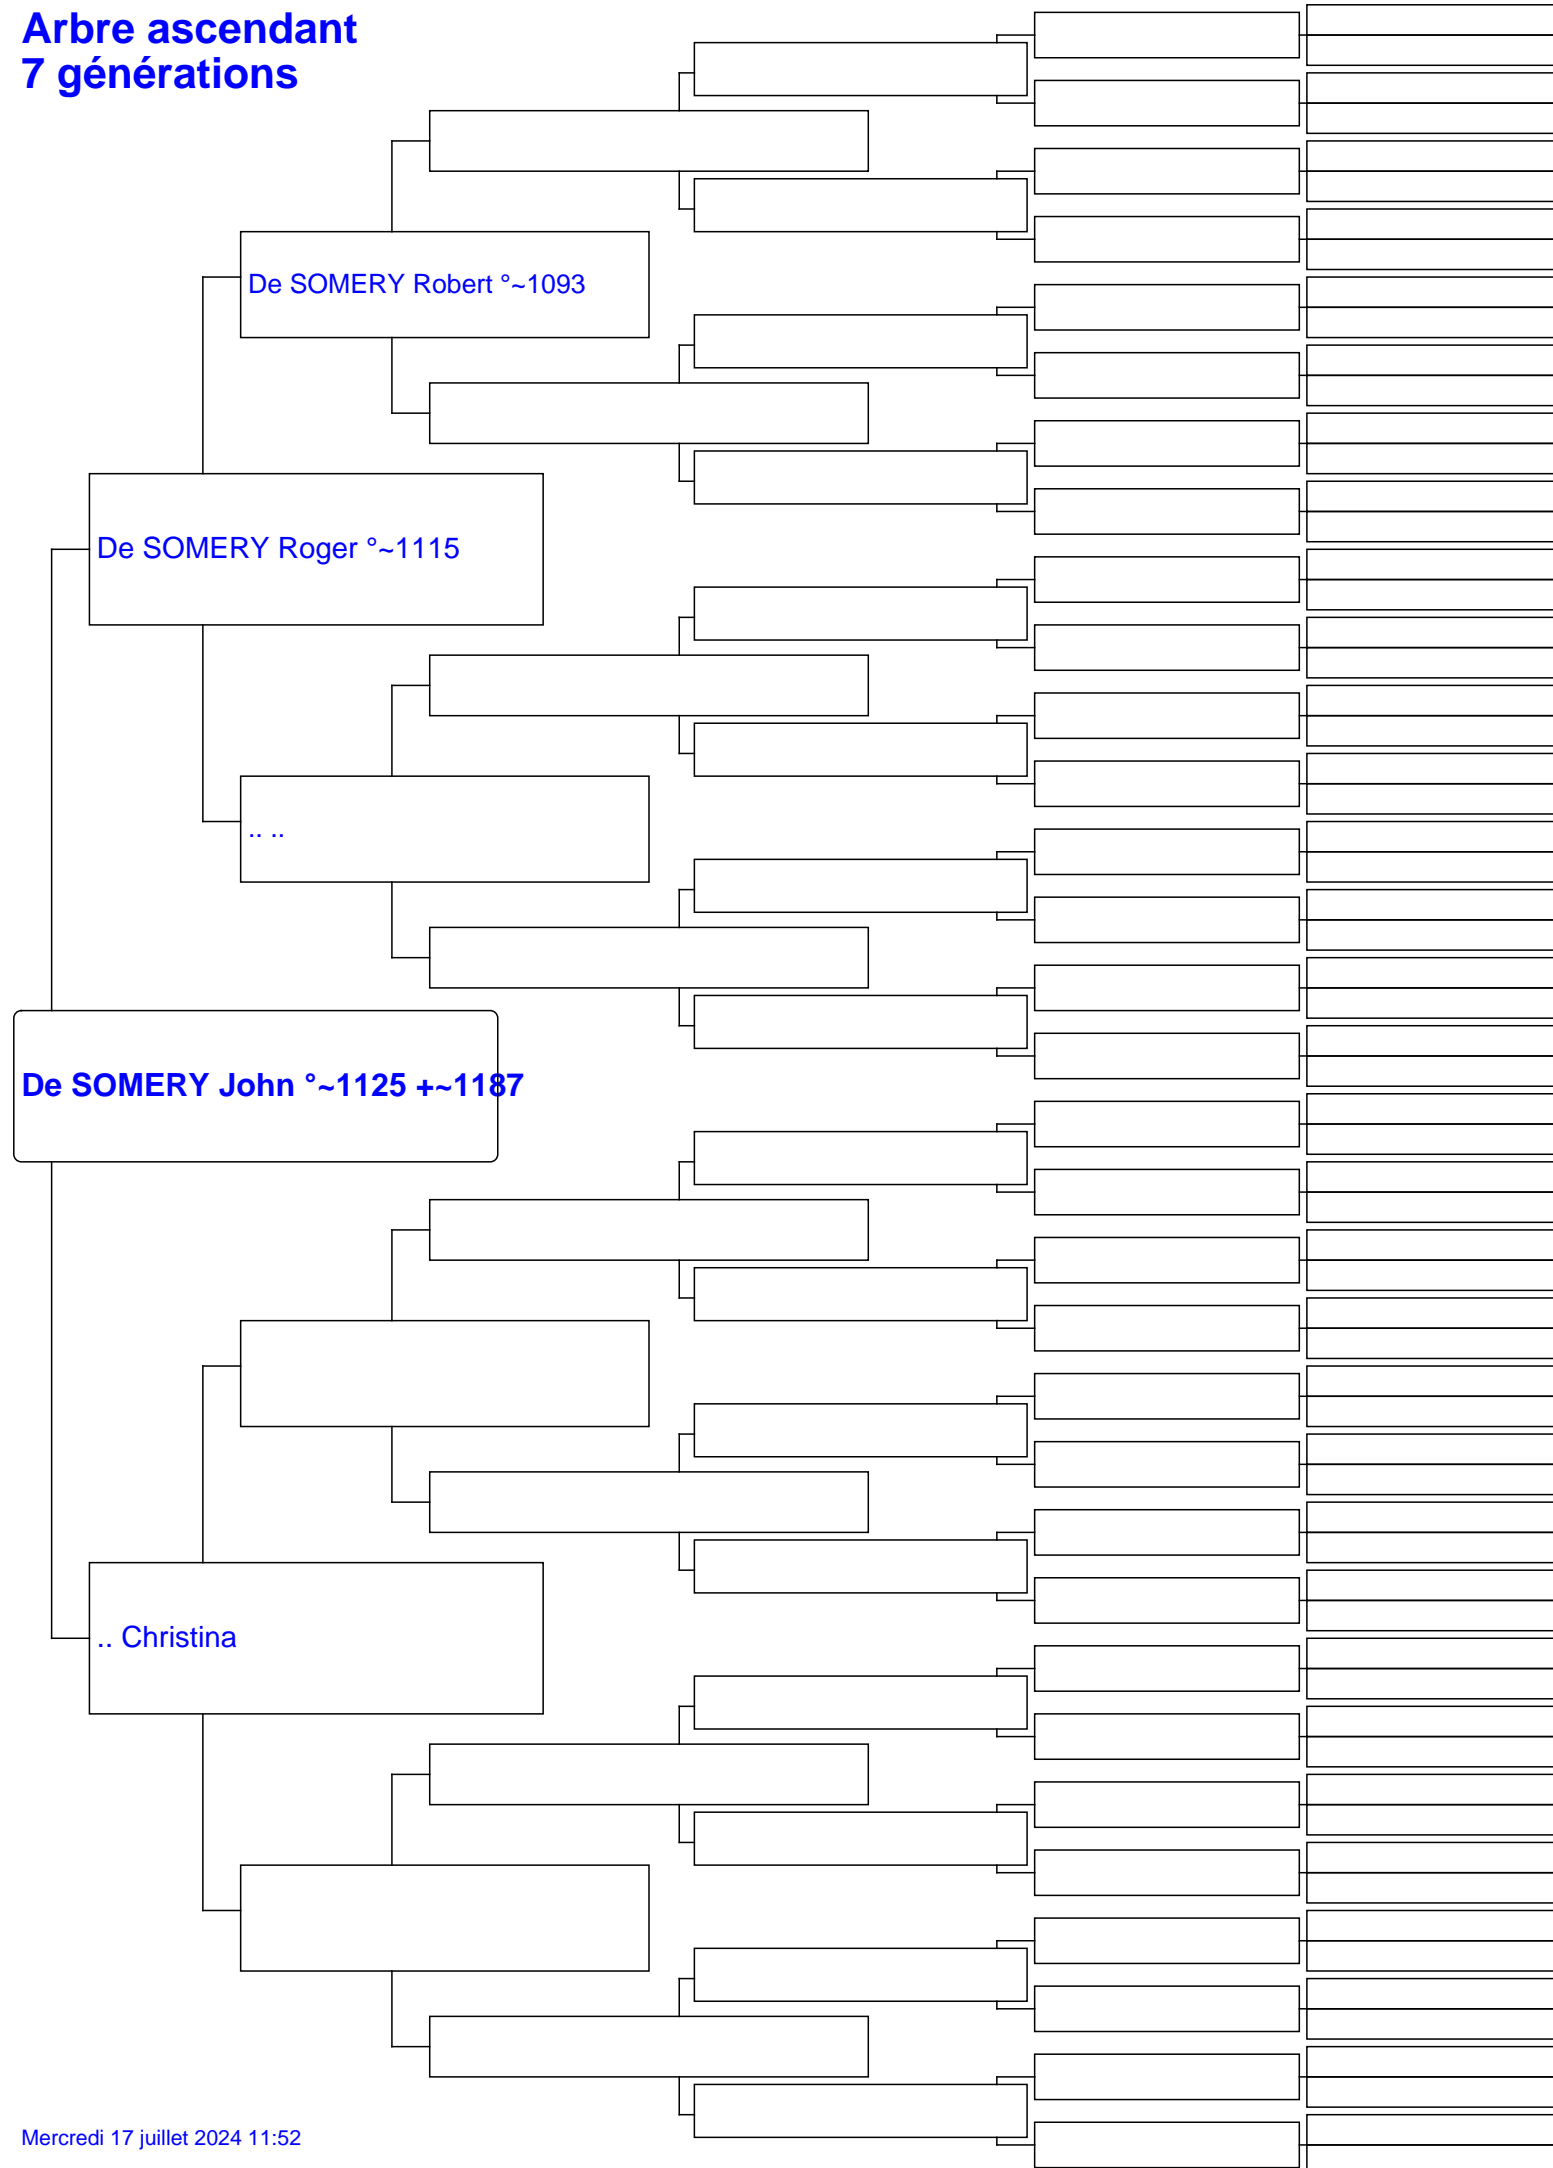 Arbre ascendant
7 générations
De SOMERY Robert °~1093
De SOMERY Roger °~1115
.. ..
De SOMERY John °~1125 +~1187
.. Christina
Mercredi 17 juillet 2024 11:52